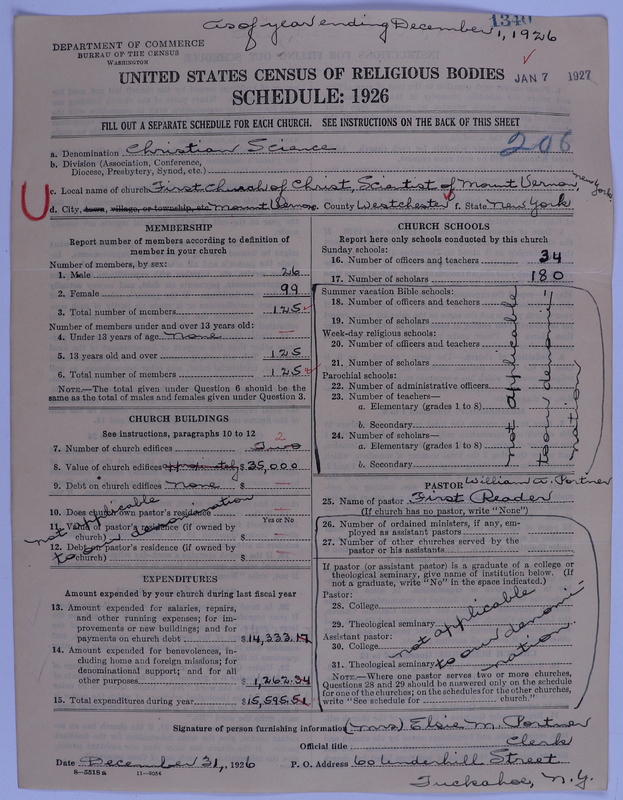 As of year ending December 1, 1926
1340
DEPARTMENT OF COMMERCE
BUREAU OF THE CENSUS
WASHINGTON
UNITED STATES CENSUS OF RELIGIOUS BODIES
JAN 7 1927
SCHEDULE: 1926
FILL OUT A SEPARATE SCHEDULE FOR EACH CHURCH. SEE INSTRUCTIONS ON THE BACK OF THIS SHEET
206
a. Denomination Christian Science
b. Division (Association, Conference, Diocese, Presbytery, Synod, etc.)
c. Local name of church First Church of Christ, Scientist of Mount Vernon, New York.
U
d. City, town, village, or township, etc. Mount Vernon e. County Westchester f. State New York
MEMBERSHIP
Report number of members according to definition of member in your church
Number of members, by sex:
1. Male 26
2. Female 99
3. Total number of members 125
Number of members under and over 13 years old:
4. Under 13 years of age None —
5. 13 years old and over 125
6. Total number of members 125
NOTE.—The total given under Question 6 should be the same as the total of males and females given under Question 3.
CHURCH BUILDINGS
See instructions, paragraphs 10 to 12
2
7. Number of church edifices Two
8. Value of church edifices approximately $35,000
9. Debt on church edifices None $ —
10. Does church own pastor's residence
Yes or No
11. Value of pastor's residence (if owned by church) $
12. Debt on pastor's residence (if owned by church) $
not applicable to our denomination
EXPENDITURES
Amount expended by your church during last fiscal year
13. Amount expended for salaries, repairs, and other running expenses; for improvements or new buildings; and for payments on church debt $14,333.17
14. Amount expended for benevolences, including home and foreign missions; for denominational support; and for all other purposes $1,262.34
15. Total expenditures during year $15,595.51
CHURCH SCHOOLS
Report here only schools conducted by this church
Sunday schools:
16. Number of officers and teachers 34
17. Number of scholars 180
Summer vacation Bible schools:
18. Number of officers and teachers
19. Number of scholars
Week-day religious schools:
20. Number of officers and teachers
21. Number of scholars
Parochial schools:
22. Number of administrative officers
23. Number of teachers—
a. Elementary (grades 1 to 8)
b. Secondary
24. Number of scholars—
a. Elementary (grades 1 to 8)
b. Secondary
not applicable to our denomination
PASTOR
William A. Portner
25. Name of pastor First Reader
(If church has no pastor, write "None")
26. Number of ordained ministers, if any, employed as assistant pastors
27. Number of other churches served by the pastor or his assistants
If pastor (or assistant pastor) is a graduate of a college or theological seminary, give name of institution below. (If not a graduate, write "No" in the space indicated.)
Pastor:
28. College
29. Theological seminary
Assistant pastor:
30. College
31. Theological seminary
not applicable to our denomination.
NOTE.—Where one pastor serves two or more churches, Questions 28 and 29 should be answered only on the schedule for one of the churches; on the schedules for the other churches, write "See schedule for church."
Signature of person furnishing information (Mrs) Elsie M. Portner
Official title Clerk
Date December 31, 1926 P. O. Address 60 Underhill Street
8—5518 a 11—9054
Tuckahoe, N.Y.